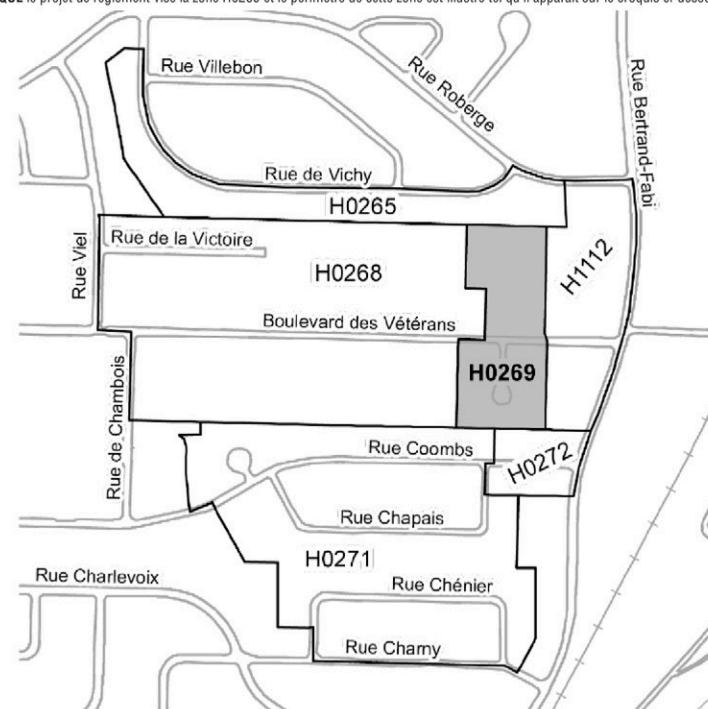 QUE le projet de règlement vise la zone H0269 et le périmètre de cette zone est illustré tel qu'il apparaît sur le croquis ci-dessous
Rue Villebon
Rue Roberge
Rue Bertrand-Fabi
Rue de Vichy
H0265
Rue Viel
Rue de la Victoire
H0268
H1112
Boulevard des Vétérans
H0269
Rue de Chambois
Rue Coombs
H0272
Rue Chapais
H0271
Rue Charlevoix
Rue Chénier
Rue Charny